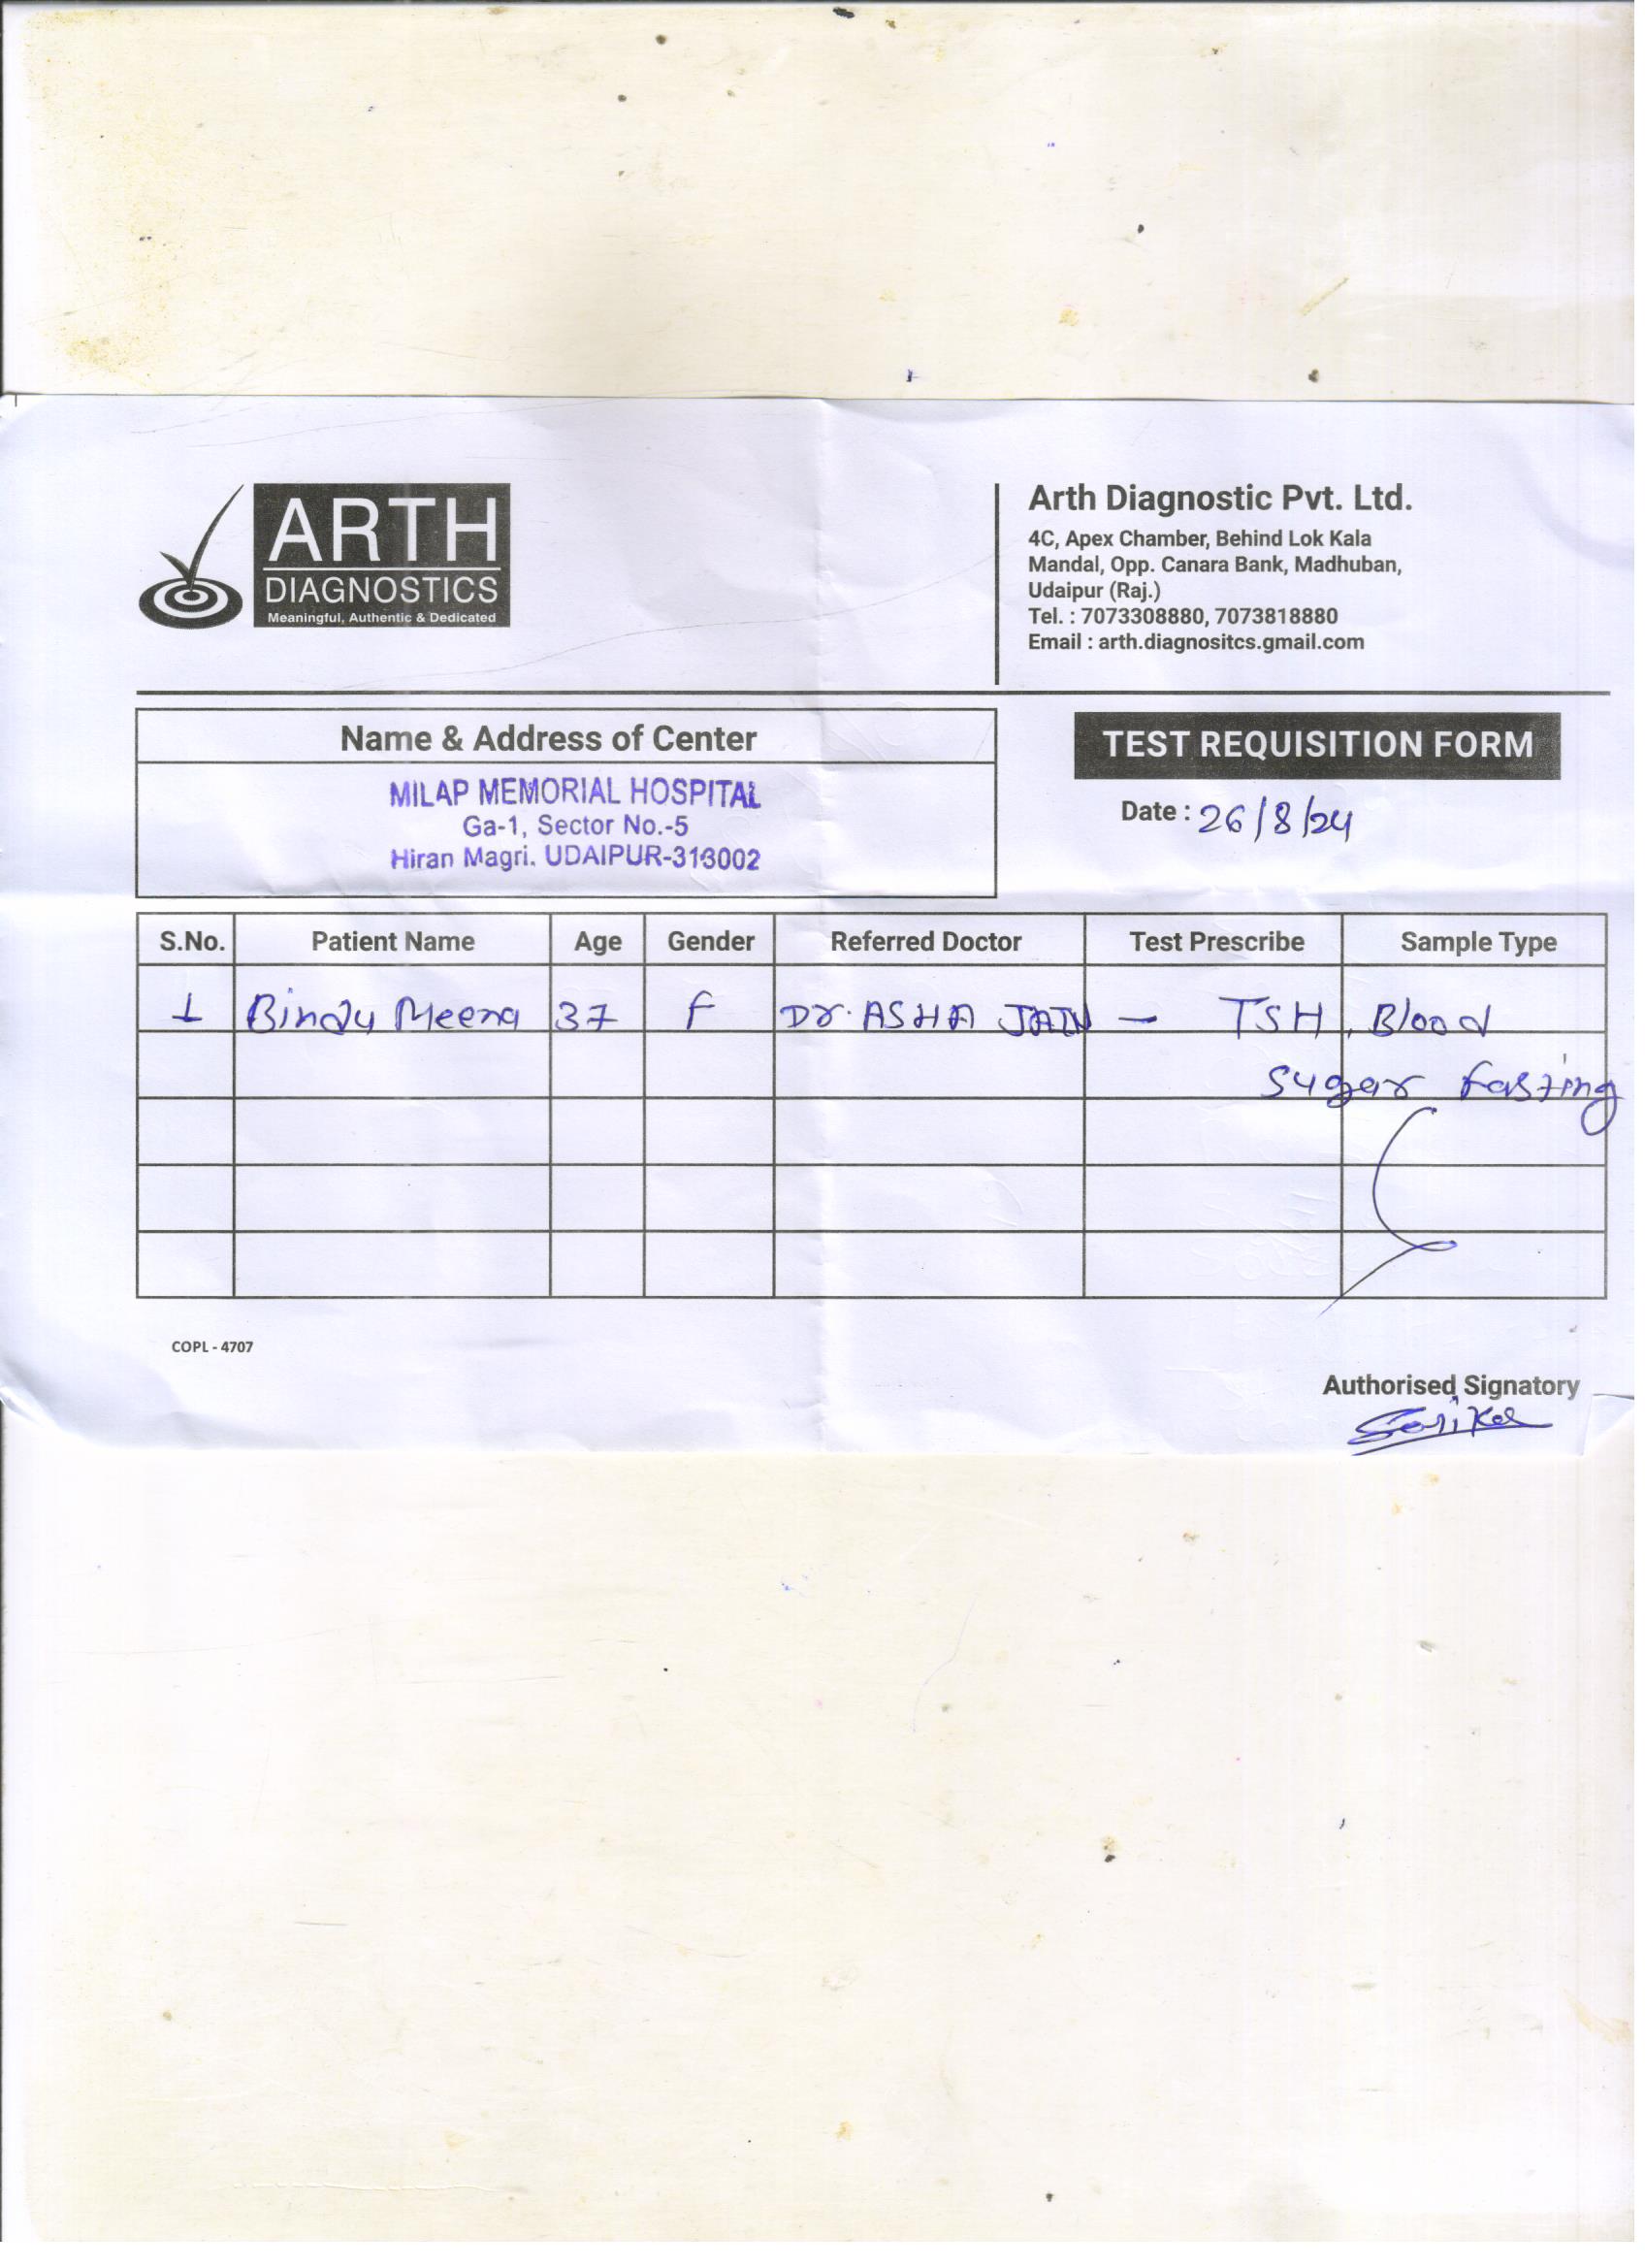 ARTH
DIAGNOSTICS
Meaningful, Authentic & Dedicated
Arth Diagnostic Pvt. Ltd.
4C, Apex Chamber, Behind Lok Kala
Mandal, Opp. Canara Bank, Madhuban,
Udaipur (Raj.)
Tel. : 7073308880, 7073818880
Email : arth.diagnositcs.gmail.com
Name & Address of Center
MILAP MEMORIAL HOSPITAL
Ga-1, Sector No.-5
Hiran Magri. UDAIPUR-313002
TEST REQUISITION FORM
Date : 26/8/24
S.No. Patient Name Age Gender Referred Doctor Test Prescribe Sample Type
1 Bindu Meena 37 F Dr. ASHA JAIN - TSH, Blood
Sugar Fasting
COPL - 4707
Authorised Signatory
Sarika